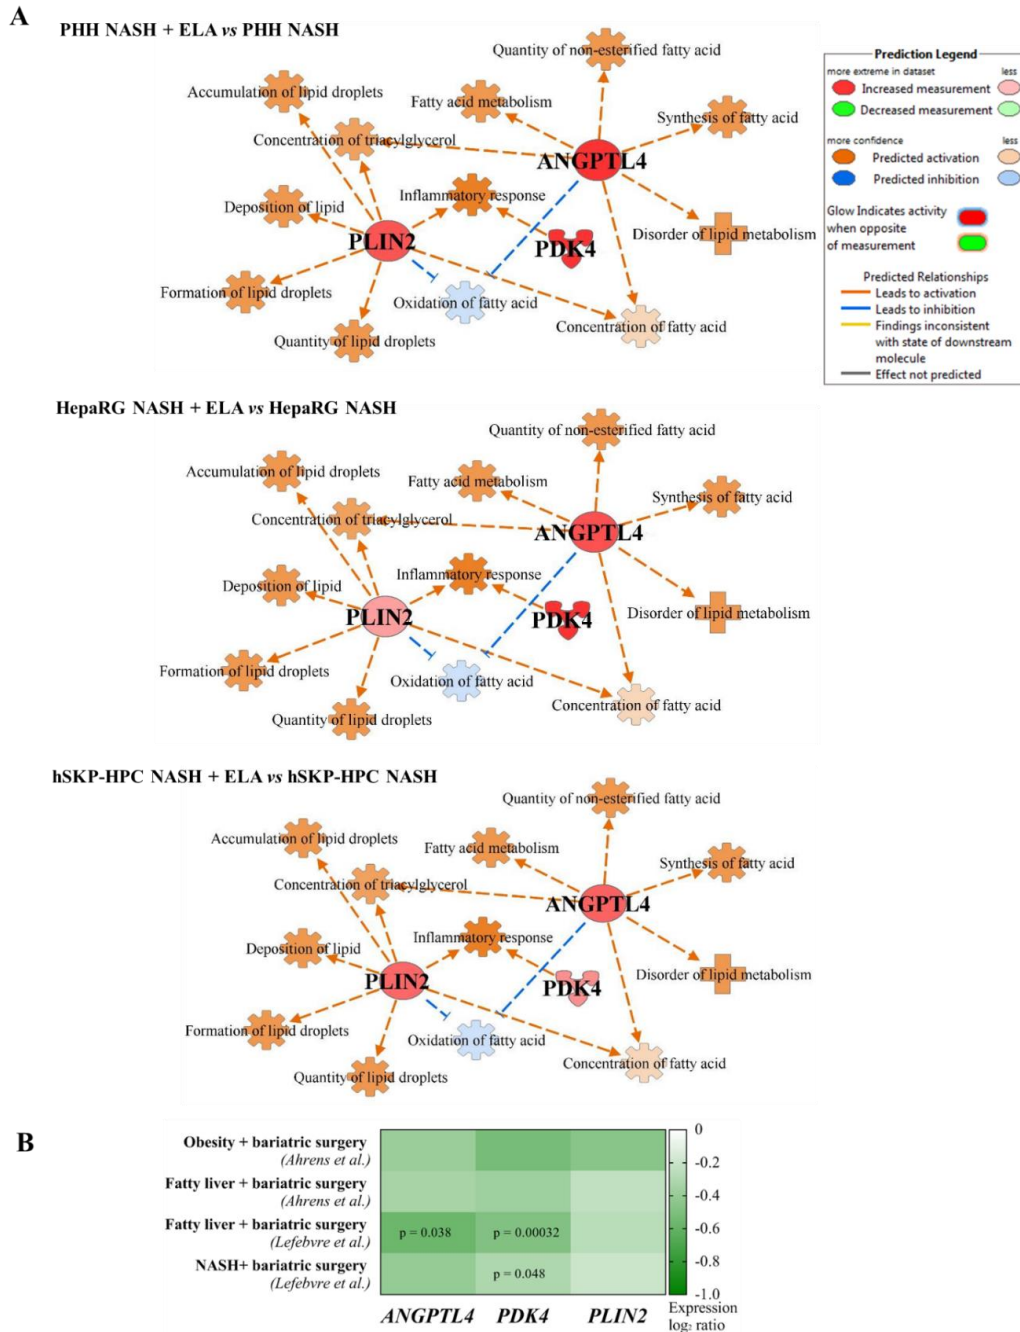 A
PHH NASH + ELA vs PHH NASH
Quantity of non-esterified fatty acid
Accumulation of lipid droplets
Fatty acid metabolism
Synthesis of fatty acid
Concentration of triacylglycerol
ANGPTL4
Inflammatory response
Deposition of lipid
PLIN2
PDK4
Disorder of lipid metabolism
Formation of lipid droplets
Oxidation of fatty acid
Concentration of fatty acid
Quantity of lipid droplets
Prediction Legend
more extreme in dataset less
Increased measurement
Decreased measurement
more confidence less
Predicted activation
Predicted inhibition
Glow Indicates activity
when opposite
of measurement
Predicted Relationships
Leads to activation
Leads to inhibition
Findings inconsistent
with state of downstream
molecule
Effect not predicted
HepaRG NASH + ELA vs HepaRG NASH
Quantity of non-esterified fatty acid
Accumulation of lipid droplets
Fatty acid metabolism
Synthesis of fatty acid
Concentration of triacylglycerol
ANGPTL4
Inflammatory response
Deposition of lipid
PLIN2
PDK4
Disorder of lipid metabolism
Formation of lipid droplets
Oxidation of fatty acid
Concentration of fatty acid
Quantity of lipid droplets
hSKP-HPC NASH + ELA vs hSKP-HPC NASH
Quantity of non-esterified fatty acid
Accumulation of lipid droplets
Fatty acid metabolism
Synthesis of fatty acid
Concentration of triacylglycerol
ANGPTL4
Inflammatory response
Deposition of lipid
PLIN2
PDK4
Disorder of lipid metabolism
Formation of lipid droplets
Oxidation of fatty acid
Concentration of fatty acid
Quantity of lipid droplets
B
Obesity + bariatric surgery
(Ahrens et al.)
Fatty liver + bariatric surgery
(Ahrens et al.)
Fatty liver + bariatric surgery
(Lefebvre et al.)
p = 0.038 p = 0.00032
NASH+ bariatric surgery
(Lefebvre et al.)
p = 0.048
ANGPTL4 PDK4 PLIN2
0
-0.2
-0.4
-0.6
-0.8
-1.0
Expression
log₂ ratio